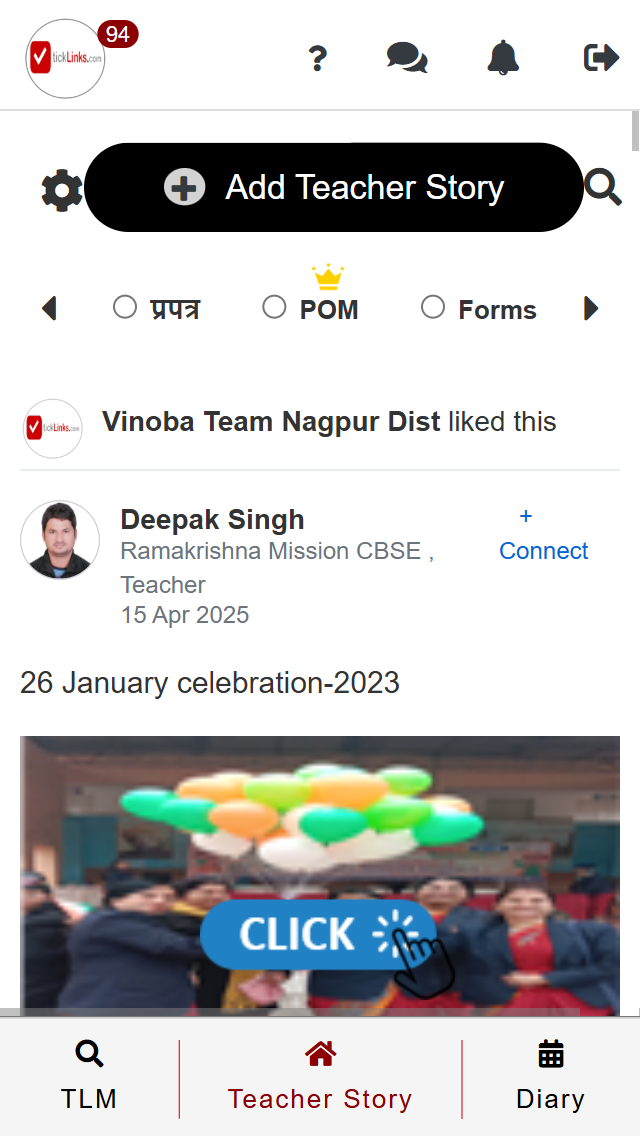 tickLinks.com
94
?
Add Teacher Story
प्रपत्र
POM
Forms
tickLinks.com
Vinoba Team Nagpur Dist liked this
Deepak Singh
+
Connect
Ramakrishna Mission CBSE ,
Teacher
15 Apr 2025
26 January celebration-2023
CLICK
TLM
Teacher Story
Diary